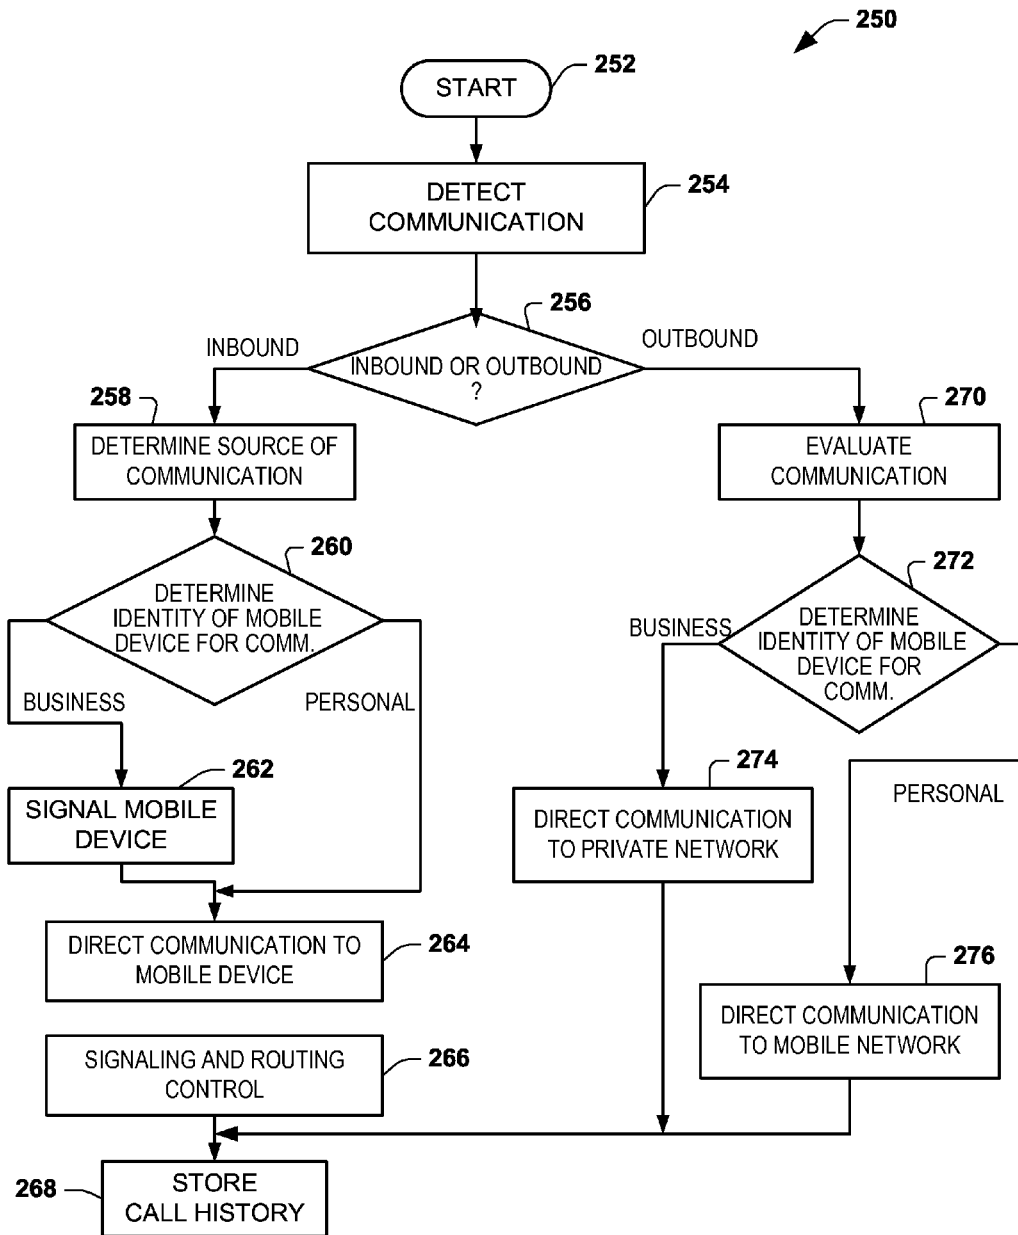 250
START
252
DETECT
COMMUNICATION
254
256
INBOUND
INBOUND OR OUTBOUND
?
OUTBOUND
258
DETERMINE SOURCE OF
COMMUNICATION
270
EVALUATE
COMMUNICATION
260
DETERMINE
IDENTITY OF MOBILE
DEVICE FOR COMM.
BUSINESS
PERSONAL
272
DETERMINE
IDENTITY OF MOBILE
DEVICE FOR
COMM.
BUSINESS
PERSONAL
262
SIGNAL MOBILE
DEVICE
274
DIRECT COMMUNICATION
TO PRIVATE NETWORK
DIRECT COMMUNICATION TO
MOBILE DEVICE
264
276
DIRECT COMMUNICATION
TO MOBILE NETWORK
SIGNALING AND ROUTING
CONTROL
266
268
STORE
CALL HISTORY